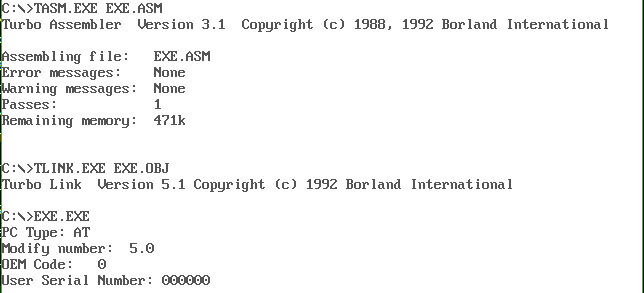 C:\>TASM.EXE EXE.ASM
Turbo Assembler  Version 3.1  Copyright (c) 1988, 1992 Borland International
Assembling file:   EXE.ASM
Error messages:    None
Warning messages:  None
Passes:            1
Remaining memory:  471k
C:\>TLINK.EXE EXE.OBJ
Turbo Link  Version 5.1 Copyright (c) 1992 Borland International
C:\>EXE.EXE
PC Type: AT
Modify number:  5.0
OEM Code:   0
User Serial Number: 000000